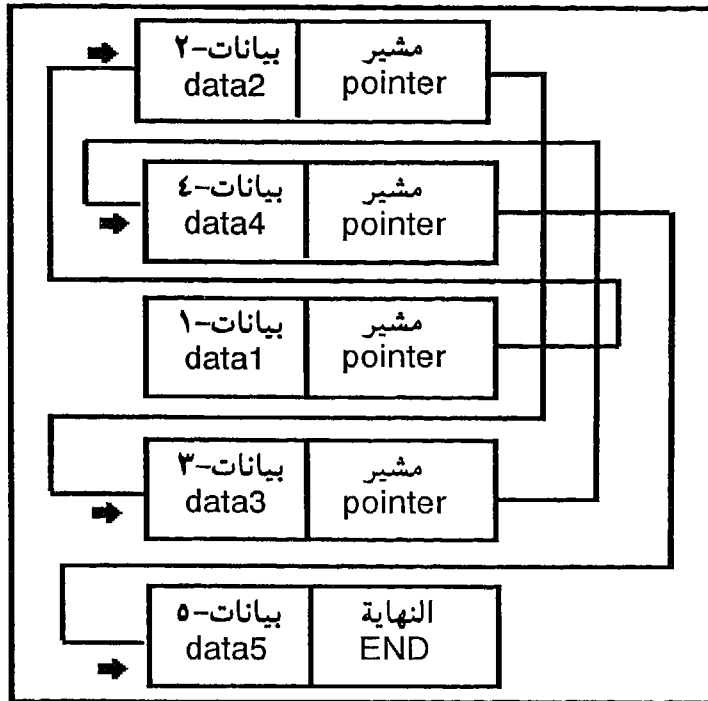 بيانات-٢
data2
مشير
pointer
بيانات-٤
data4
مشير
pointer
بيانات-١
data1
مشير
pointer
بيانات-٣
data3
مشير
pointer
بيانات-٥
data5
النهاية
END